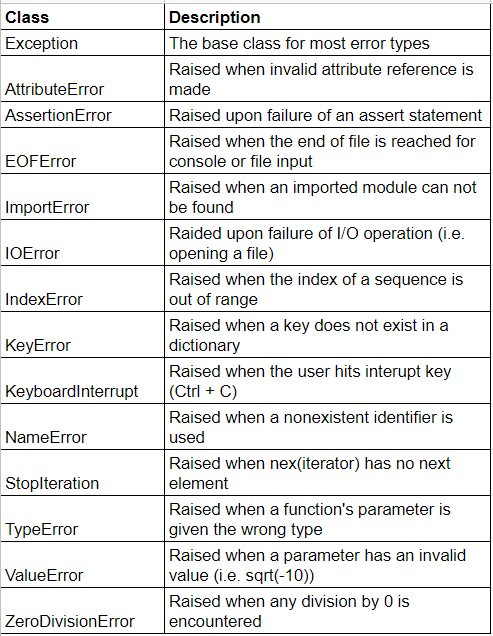 Class Description
Exception The base class for most error types
Raised when invalid attribute reference is
AttributeError made
AssertionError Raised upon failure of an assert statement
Raised when the end of file is reached for
EOFError console or file input
Raised when an imported module can not
ImportError be found
Raided upon failure of I/O operation (i.e.
IOError opening a file)
Raised when the index of a sequence is
IndexError out of range
Raised when a key does not exist in a
KeyError dictionary
Raised when the user hits interupt key
KeyboardInterrupt (Ctrl + C)
Raised when a nonexistent identifier is
NameError used
Raised when nex(iterator) has no next
StopIteration element
Raised when a function's parameter is
TypeError given the wrong type
Raised when a parameter has an invalid
ValueError value (i.e. sqrt(-10))
Raised when any division by 0 is
ZeroDivisionError encountered